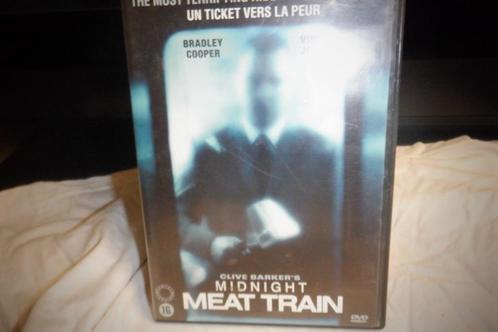 UN TICKET VERS LA PEUR
BRADLEY
COOPER
CLIVE BARKER'S
MIDNIGHT
MEAT TRAIN
16
DVD